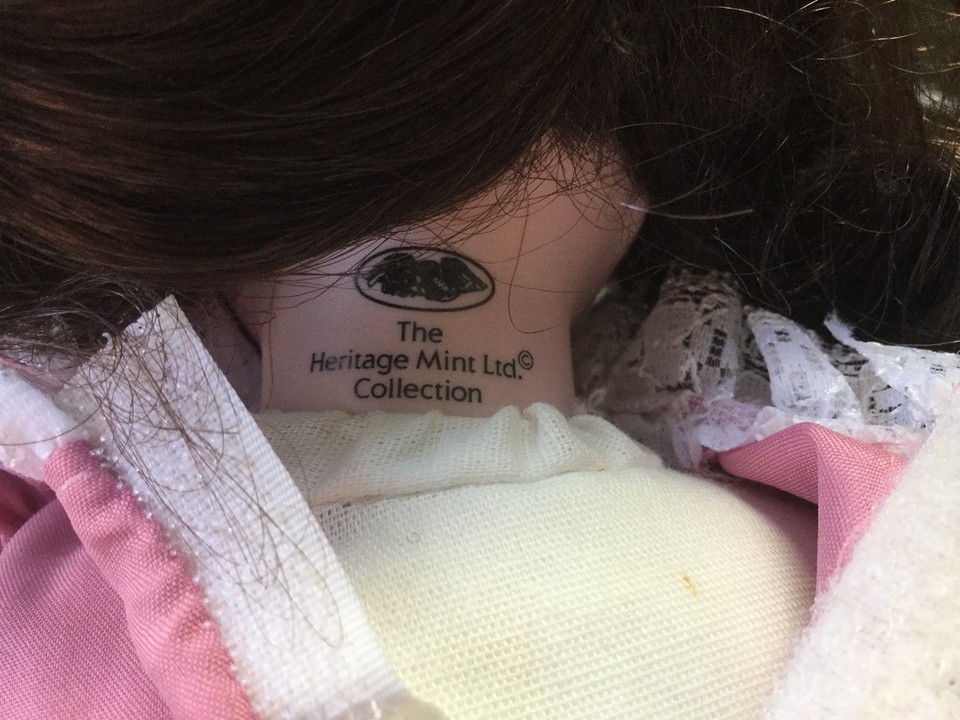 The
Heritage Mint Ltd.©
Collection